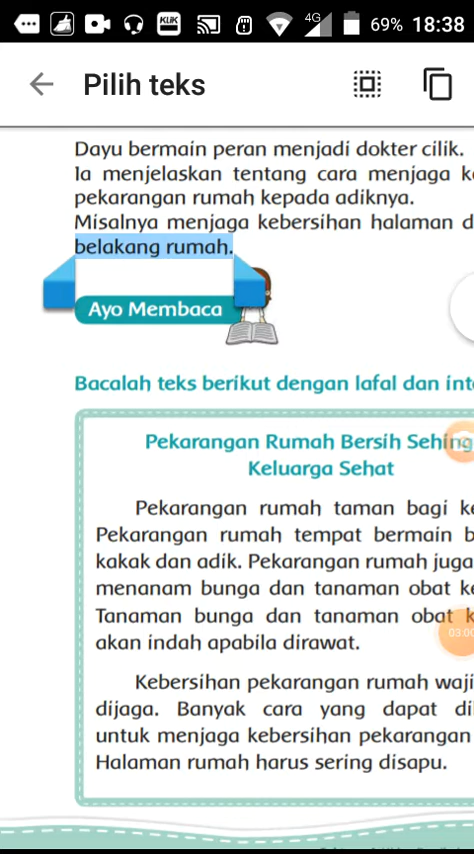 KLIK 4G 69% 18:38
Pilih teks
Dayu bermain peran menjadi dokter cilik.
Ia menjelaskan tentang cara menjaga
pekarangan rumah kepada adiknya.
Misalnya menjaga kebersihan halaman
belakang rumah.
Ayo Membaca
Bacalah teks berikut dengan lafal dan
Pekarangan Rumah Bersih
Keluarga Sehat
Pekarangan rumah taman bagi
Pekarangan rumah tempat bermain
kakak dan adik. Pekarangan rumah juga
menanam bunga dan tanaman obat
Tanaman bunga dan tanaman obat
03:00
akan indah apabila dirawat.
Kebersihan pekarangan rumah
dijaga. Banyak cara yang dapat
untuk menjaga kebersihan pekarangan
Halaman rumah harus sering disapu.